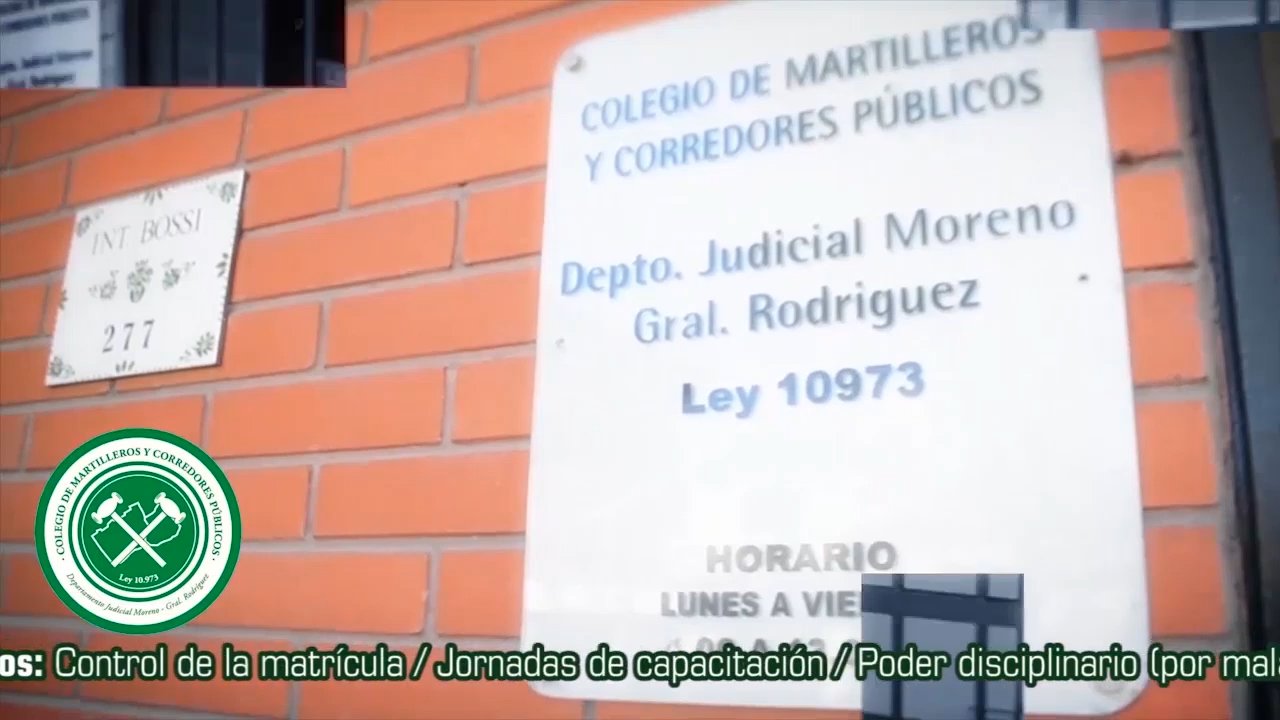 INT BOSSI
277
COLEGIO DE MARTILLEROS
Y CORREDORES PÚBLICOS
Depto. Judicial Moreno
Gral. Rodriguez
Ley 10973
HORARIO
LUNES A VIE
COLEGIO DE MARTILLEROS Y CORREDORES PÚBLICOS
Ley 10.973
Departamento Judicial Moreno - Gral. Rodríguez
os: Control de la matrícula / Jornadas de capacitación / Poder disciplinario (por mal